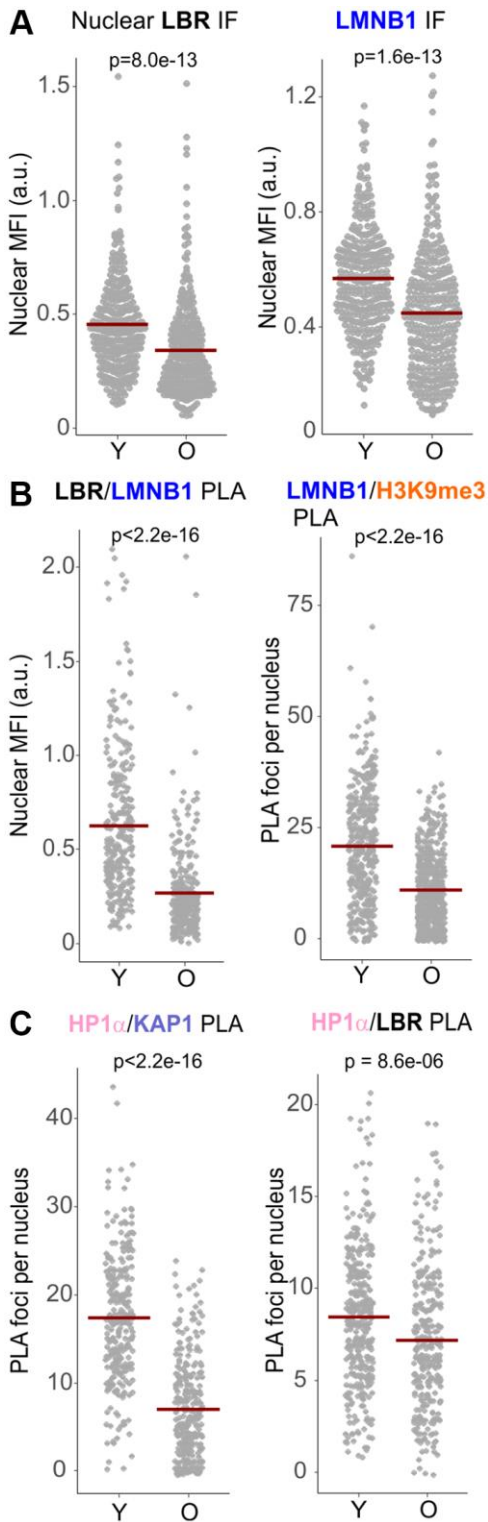 A
Nuclear LBR IF
p=8.0e-13
Nuclear MFI (a.u.)
1.5
1.0
0.5
0
Y O
LMNB1 IF
p=1.6e-13
Nuclear MFI (a.u.)
1.2
0.8
0.4
0
Y O
B
LBR/LMNB1 PLA
p<2.2e-16
Nuclear MFI (a.u.)
2.0
1.5
1.0
0.5
0
Y O
LMNB1/H3K9me3
PLA
p<2.2e-16
PLA foci per nucleus
75
50
25
0
Y O
C
HP1α/KAP1 PLA
p<2.2e-16
PLA foci per nucleus
40
30
20
10
0
Y O
HP1α/LBR PLA
p = 8.6e-06
PLA foci per nucleus
20
15
10
5
0
Y O